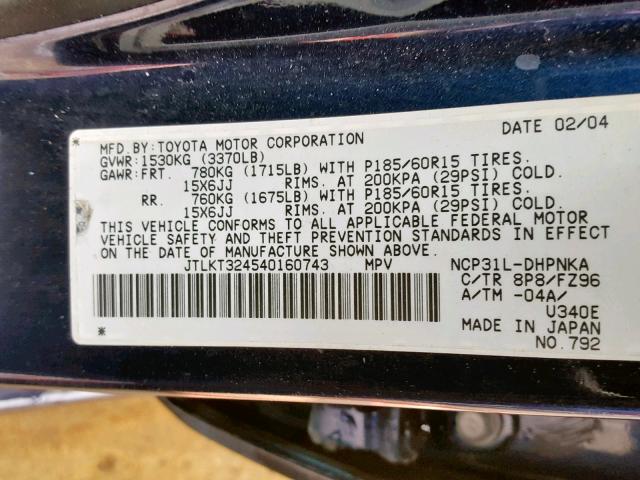 DATE 02/04
MFD.BY:TOYOTA MOTOR CORPORATION
GVWR:1530KG (3370LB)
GAWR:FRT. 780KG (1715LB) WITH P185/60R15 TIRES.
15X6JJ RIMS. AT 200KPA (29PSI) COLD.
RR. 760KG (1675LB) WITH P185/60R15 TIRES.
15X6JJ RIMS. AT 200KPA (29PSI) COLD.
THIS VEHICLE CONFORMS TO ALL APPLICABLE FEDERAL MOTOR
VEHICLE SAFETY AND THEFT PREVENTION STANDARDS IN EFFECT
ON THE DATE OF MANUFACTURE SHOWN ABOVE.
JTLKT324540160743 MPV NCP31L-DHPNKA
C/TR 8P8/FZ96
A/TM -04A/
U340E
MADE IN JAPAN
NO.792